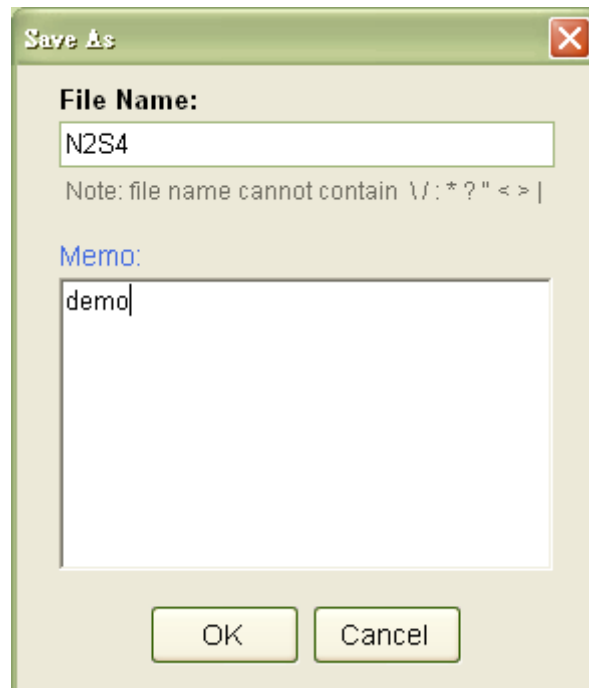 Save As
File Name:
N2S4
Note: file name cannot contain \ / : * ? " < > |
Memo:
demo
OK Cancel